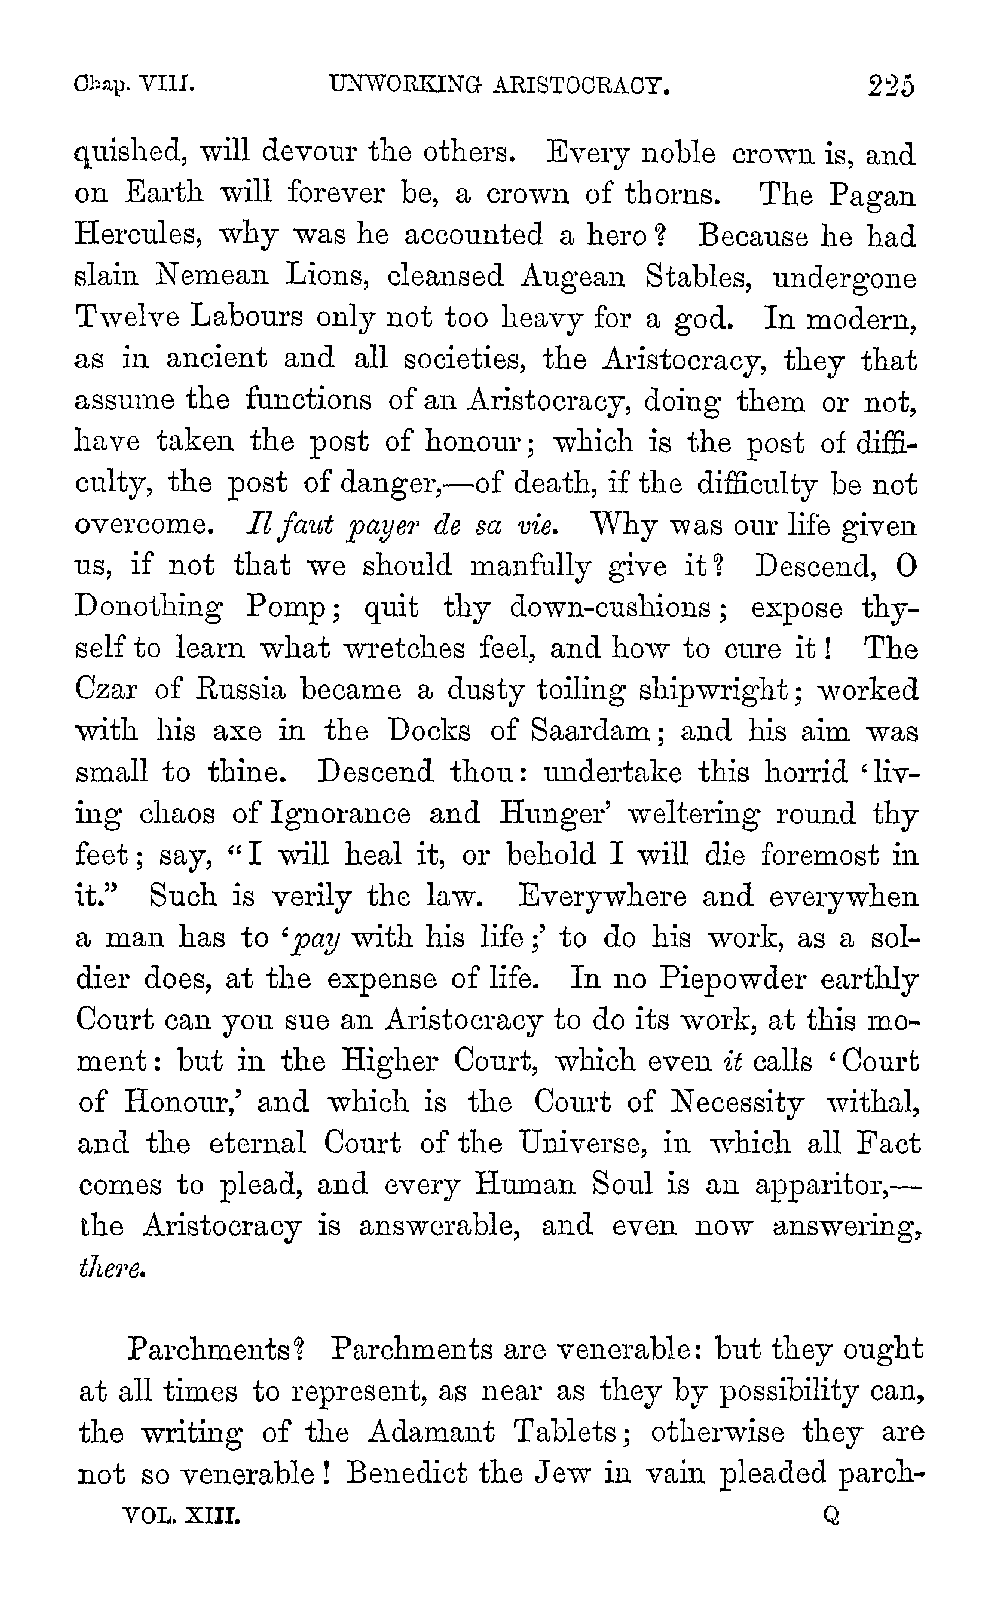 Chap. VIII. UNWORKING ARISTOCRACY. 225
quished, will devour the others. Every noble crown is, and
on Earth will forever be, a crown of thorns. The Pagan
Hercules, why was he accounted a hero? Because he had
slain Nemean Lions, cleansed Augean Stables, undergone
Twelve Labours only not too heavy for a god. In modern,
as in ancient and all societies, the Aristocracy, they that
assume the functions of an Aristocracy, doing them or not,
have taken the post of honour; which is the post of diffi-
culty, the post of danger,—of death, if the difficulty be not
overcome. Il faut payer de sa vie. Why was our life given
us, if not that we should manfully give it? Descend, O
Donothing Pomp; quit thy down-cushions; expose thy-
self to learn what wretches feel, and how to cure it! The
Czar of Russia became a dusty toiling shipwright; worked
with his axe in the Docks of Saardam; and his aim was
small to thine. Descend thou: undertake this horrid ‘liv-
ing chaos of Ignorance and Hunger’ weltering round thy
feet; say, “I will heal it, or behold I will die foremost in
it.” Such is verily the law. Everywhere and everywhen
a man has to ‘pay with his life;’ to do his work, as a sol-
dier does, at the expense of life. In no Piepowder earthly
Court can you sue an Aristocracy to do its work, at this mo-
ment: but in the Higher Court, which even it calls ‘Court
of Honour,’ and which is the Court of Necessity withal,
and the eternal Court of the Universe, in which all Fact
comes to plead, and every Human Soul is an apparitor,—
the Aristocracy is answerable, and even now answering,
there.
Parchments? Parchments are venerable: but they ought
at all times to represent, as near as they by possibility can,
the writing of the Adamant Tablets; otherwise they are
not so venerable! Benedict the Jew in vain pleaded parch-
VOL. XIII. Q